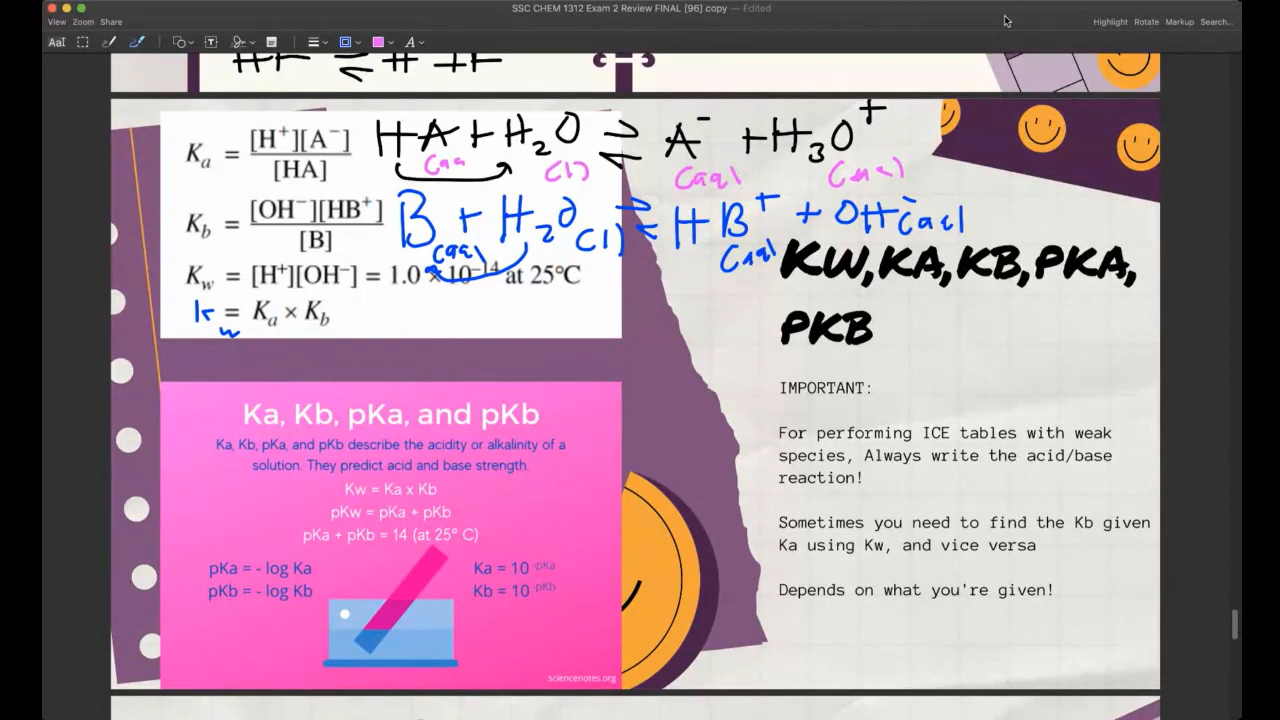 SSC CHEM 1312 Exam 2 Review FINAL [96] copy — Edited
View Zoom Share
Highlight Rotate Markup Search...
AaI
T
A
Ka = [H⁺][A⁻] / [HA]
HA + H₂O ⇌ A⁻ + H₃O⁺
(aq (l) (aq) (aq)
Kb = [OH⁻][HB⁺] / [B]
B + H₂O(l) ⇌ HB⁺ + OH⁻(aq)
(aq) (aq)
Kw = [H⁺][OH⁻] = 1.0 × 10⁻¹⁴ at 25°C
Kw = Ka × Kb
KW, KA, KB, PKA,
PKB
IMPORTANT:
For performing ICE tables with weak
species, Always write the acid/base
reaction!
Sometimes you need to find the Kb given
Ka using Kw, and vice versa
Depends on what you're given!
Ka, Kb, pKa, and pKb
Ka, Kb, pKa, and pKb describe the acidity or alkalinity of a
solution. They predict acid and base strength.
Kw = Ka x Kb
pKw = pKa + pKb
pKa + pKb = 14 (at 25° C)
pKa = - log Ka
pKb = - log Kb
Ka = 10⁻ᵖᴷᵃ
Kb = 10⁻ᵖᴷᵇ
sciencenotes.org